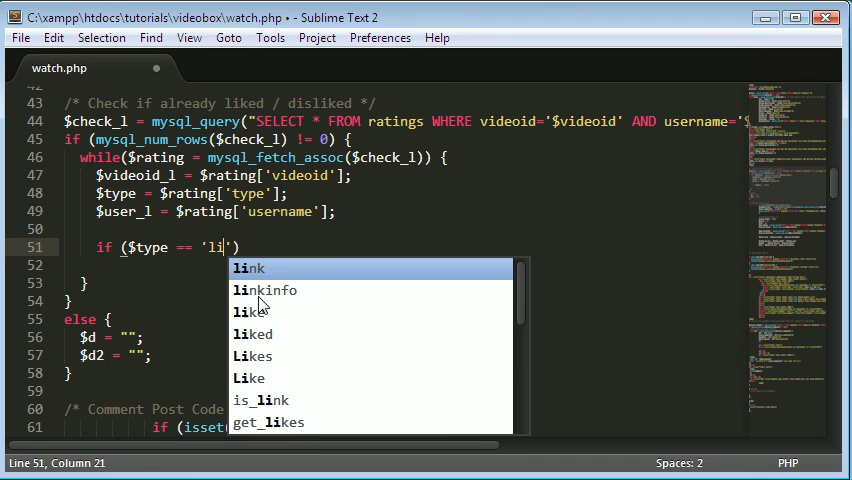 C:\xampp\htdocs\tutorials\videobox\watch.php • - Sublime Text 2
File Edit Selection Find View Goto Tools Project Preferences Help
watch.php
42
43 /* Check if already liked / disliked */
44 $check_l = mysql_query("SELECT * FROM ratings WHERE videoid='$videoid' AND username='$
45 if (mysql_num_rows($check_l) != 0) {
46 while($rating = mysql_fetch_assoc($check_l)) {
47 $videoid_l = $rating['videoid'];
48 $type = $rating['type'];
49 $user_l = $rating['username'];
50
51 if ($type == 'li')
link
52
linkinfo
53 }
like
54 }
liked
55 else {
56 $d = "";
Likes
57 $d2 = "";
Like
58 }
is_link
59
60 /* Comment Post Code
get_likes
61 if (isset(
Line 51, Column 21 Spaces: 2 PHP